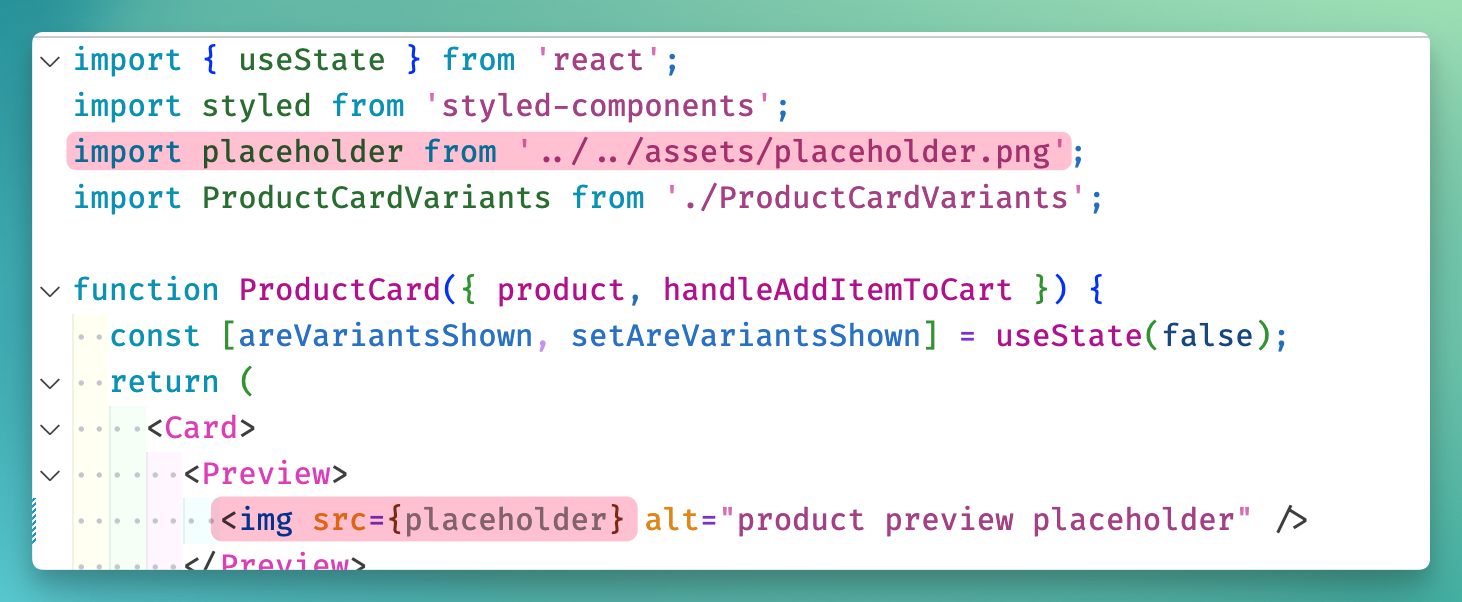 import { useState } from 'react';
import styled from 'styled-components';
import placeholder from '../../assets/placeholder.png';
import ProductCardVariants from './ProductCardVariants';
function ProductCard({ product, handleAddItemToCart }) {
const [areVariantsShown, setAreVariantsShown] = useState(false);
return (
<Card>
<Preview>
<img src={placeholder} alt="product preview placeholder" />
</Preview>